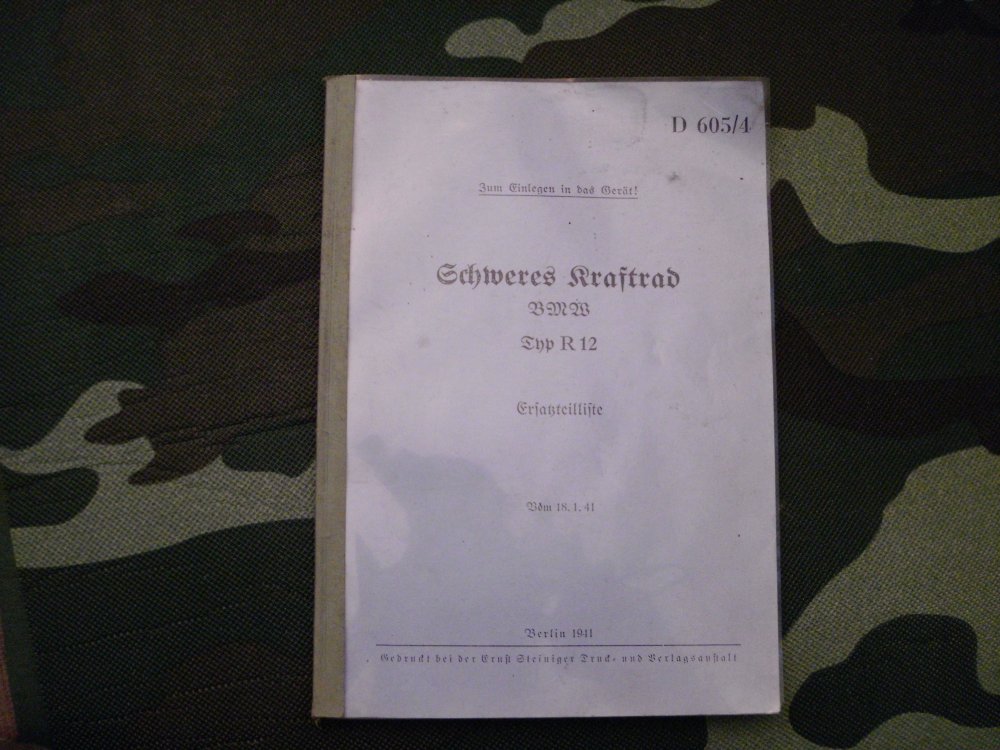 D 605/4
Zum Einlegen in das Gerät!
Schweres Kraftrad
BMW
Typ R 12
Ersatzteilliste
Vom 18. 1. 41
Berlin 1941
Gedruckt bei der Ernst Steiniger Druck- und Verlagsanstalt